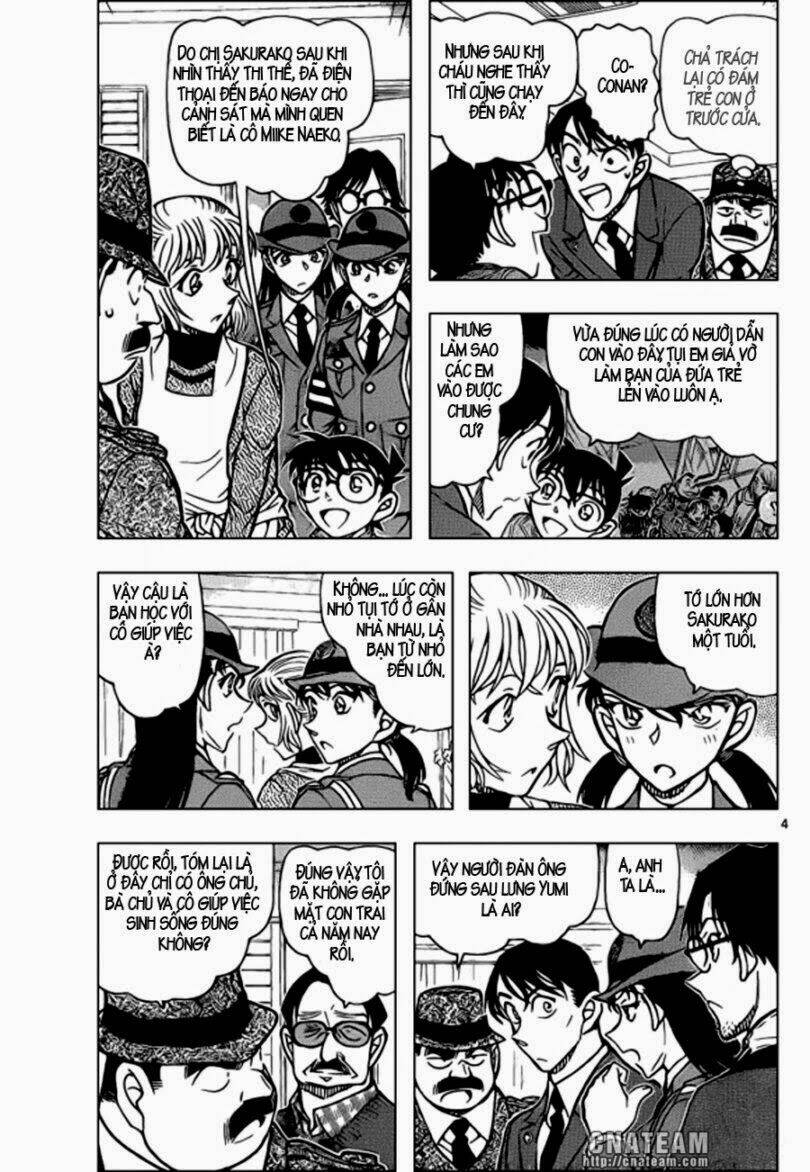 CHẢ TRÁCH
LẠI CÓ ĐÁM
TRẺ CON Ở
TRƯỚC CỬA.
CO-
CONAN?
NHƯNG SAU KHI
CHÁU NGHE THẤY
THÌ CŨNG CHẠY
ĐẾN ĐÂY.
VỪA ĐÚNG LÚC CÓ NGƯỜI DẪN
CON VÀO ĐÂY, TỤI EM GIẢ VỜ
LÀM BẠN CỦA ĐỨA TRẺ
LẺN VÀO LUÔN Ạ.
NHƯNG
LÀM SAO
CÁC EM
VÀO ĐƯỢC
CHUNG
CƯ?
DO CHỊ SAKURAKO SAU KHI
NHÌN THẤY THI THỂ, ĐÃ ĐIỆN
THOẠI ĐẾN BÁO NGAY CHO
CẢNH SÁT MÀ MÌNH QUEN
BIẾT LÀ CÔ MIIKE NAEKO.
TỚ LỚN HƠN
SAKURAKO
MỘT TUỔI.
KHÔNG... LÚC CÒN
NHỎ TỤI TỚ Ở GẦN
NHÀ NHAU, LÀ
BẠN TỪ NHỎ
ĐẾN LỚN.
VẬY CẬU LÀ
BẠN HỌC VỚI
CÔ GIÚP VIỆC
À?
4
A, ANH
TA LÀ...
VẬY NGƯỜI ĐÀN ÔNG
ĐỨNG SAU LƯNG YUMI
LÀ AI?
ĐÚNG VẬY, TÔI
ĐÃ KHÔNG GẶP
MẶT CON TRAI
CẢ NĂM NAY
RỒI.
ĐƯỢC RỒI, TÓM LẠI LÀ
Ở ĐÂY CHỈ CÓ ÔNG CHỦ,
BÀ CHỦ VÀ CÔ GIÚP VIỆC
SINH SỐNG ĐÚNG
KHÔNG?
CNATEAM
http://cnateam.com